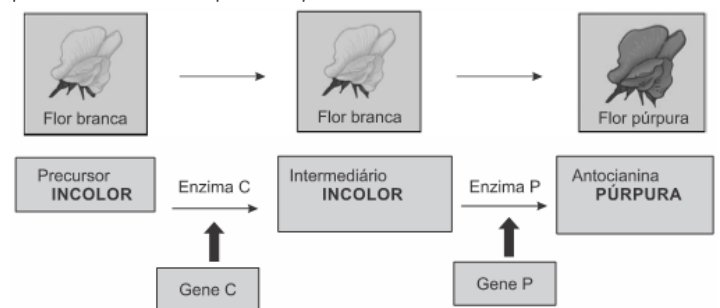 Flor branca
Flor branca
Flor púrpura
Precursor
INCOLOR
Enzima C
Intermediário
INCOLOR
Enzima P
Antocianina
PÚRPURA
Gene C
Gene P